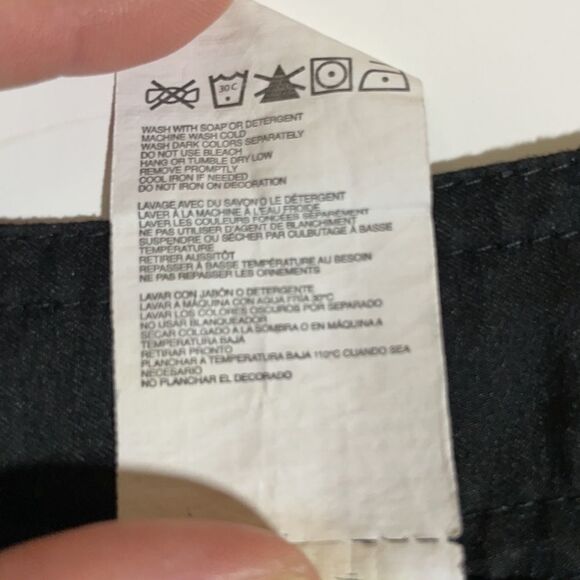 30 C
WASH WITH SOAP OR DETERGENT
MACHINE WASH COLD
WASH DARK COLORS SEPARATELY
DO NOT USE BLEACH
HANG OR TUMBLE DRY LOW
REMOVE PROMPTLY
COOL IRON IF NEEDED
DO NOT IRON ON DECORATION
LAVAGE AVEC DU SAVON O LE DÉTERGENT
LAVER À LA MACHINE À L'EAU FROIDE
LAVER LES COULEURS FONCÉES SÉPARÉMENT
NE PAS UTILISER D'AGENT DE BLANCHIMENT
SUSPENDRE OU SÉCHER PAR CULBUTAGE À BASSE
TEMPÉRATURE
RETIRER AUSSITÔT
REPASSER À BASSE TEMPÉRATURE AU BESOIN
NE PAS REPASSER LES ORNEMENTS
LAVAR CON JABÓN O DETERGENTE
LAVAR A MÁQUINA CON AGUA FRÍA 30ºC
LAVAR LOS COLORES OSCUROS POR SEPARADO
NO USAR BLANQUEADOR
SECAR COLGADO A LA SOMBRA O EN MÁQUINA A
TEMPERATURA BAJA
RETIRAR PRONTO
PLANCHAR A TEMPERATURA BAJA 110ºC CUANDO SEA
NECESARIO
NO PLANCHAR EL DECORADO